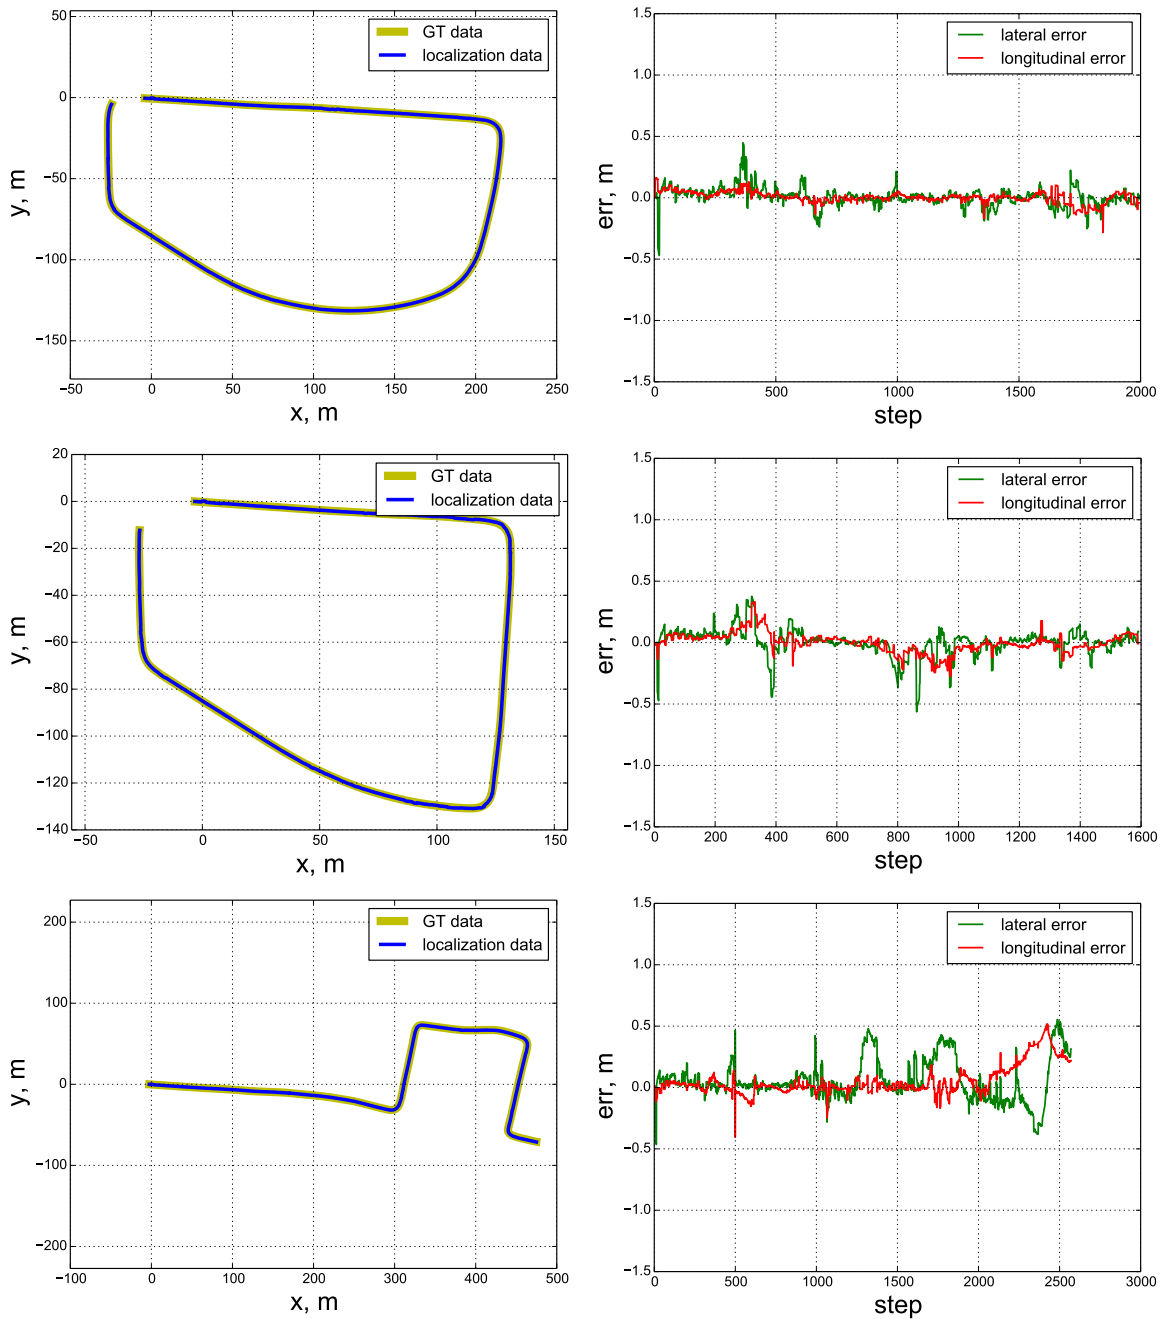 50
0
−50
−100
−150
y, m
−50 0 50 100 150 200 250
x, m
GT data
localization data
1.5
1.0
0.5
0.0
−0.5
−1.0
−1.5
err, m
0 500 1000 1500 2000
step
lateral error
longitudinal error
20
0
−20
−40
−60
−80
−100
−120
−140
y, m
−50 0 50 100 150
x, m
GT data
localization data
1.5
1.0
0.5
0.0
−0.5
−1.0
−1.5
err, m
0 200 400 600 800 1000 1200 1400 1600
step
lateral error
longitudinal error
200
100
0
−100
−200
y, m
−100 0 100 200 300 400 500
x, m
GT data
localization data
1.5
1.0
0.5
0.0
−0.5
−1.0
−1.5
err, m
0 500 1000 1500 2000 2500 3000
step
lateral error
longitudinal error